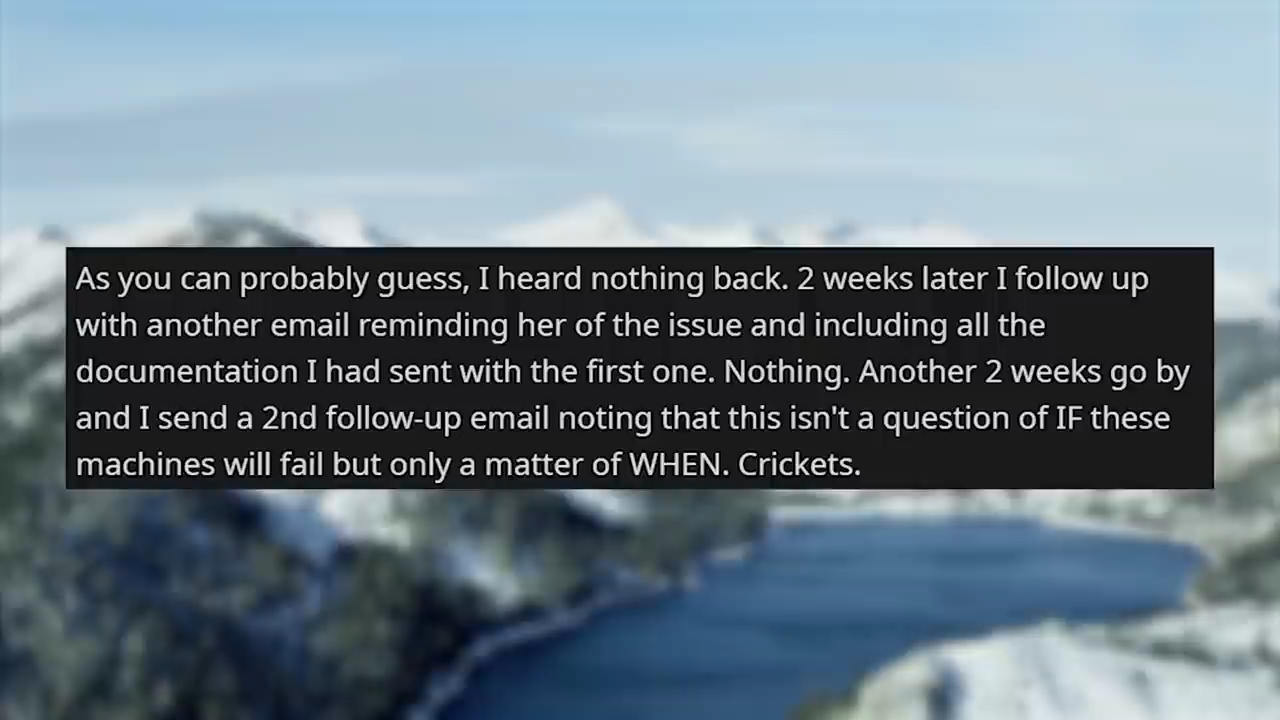 As you can probably guess, I heard nothing back. 2 weeks later I follow up
with another email reminding her of the issue and including all the
documentation I had sent with the first one. Nothing. Another 2 weeks go by
and I send a 2nd follow-up email noting that this isn't a question of IF these
machines will fail but only a matter of WHEN. Crickets.